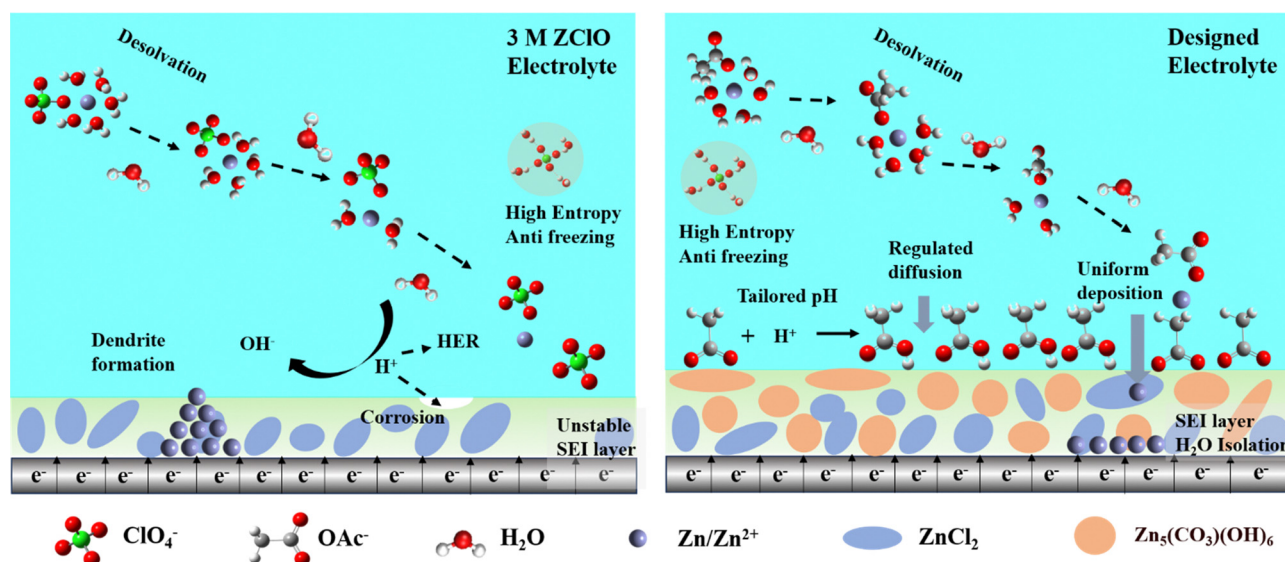 3 M ZClO
Electrolyte
Desolvation
High Entropy
Anti freezing
Dendrite
formation
OH⁻
H⁺
HER
Corrosion
Unstable
SEI layer
e⁻ e⁻ e⁻ e⁻ e⁻ e⁻ e⁻ e⁻ e⁻ e⁻ e⁻ e⁻
Designed
Electrolyte
Desolvation
High Entropy
Anti freezing
Regulated
diffusion
Uniform
deposition
Tailored pH
+ H⁺
SEI layer
H₂O Isolation
e⁻ e⁻ e⁻ e⁻ e⁻ e⁻ e⁻ e⁻ e⁻ e⁻ e⁻ e⁻
ClO₄⁻
OAc⁻
H₂O
Zn/Zn²⁺
ZnCl₂
Zn₅(CO₃)(OH)₆